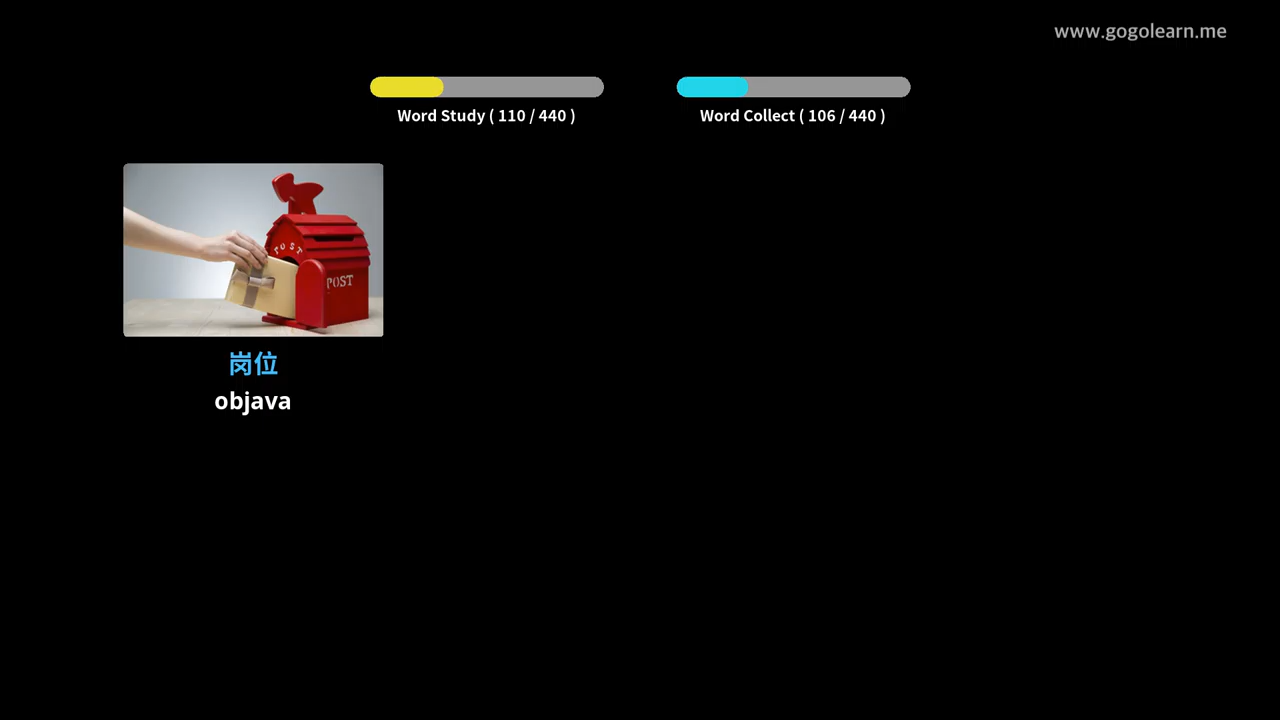 www.gogolearn.me
Word Study ( 110 / 440 )
Word Collect ( 106 / 440 )
POST
POST
岗位
objava